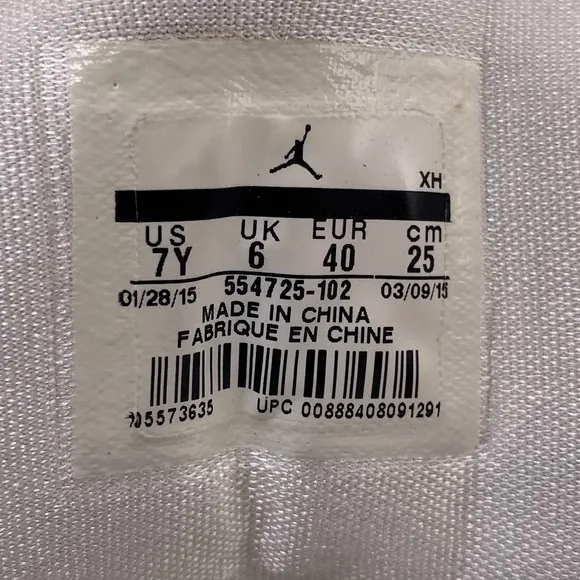 XH
US UK EUR cm
7Y 6 40 25
01/28/15 554725-102 03/09/15
MADE IN CHINA
FABRIQUE EN CHINE
5573635 UPC 00888408091291